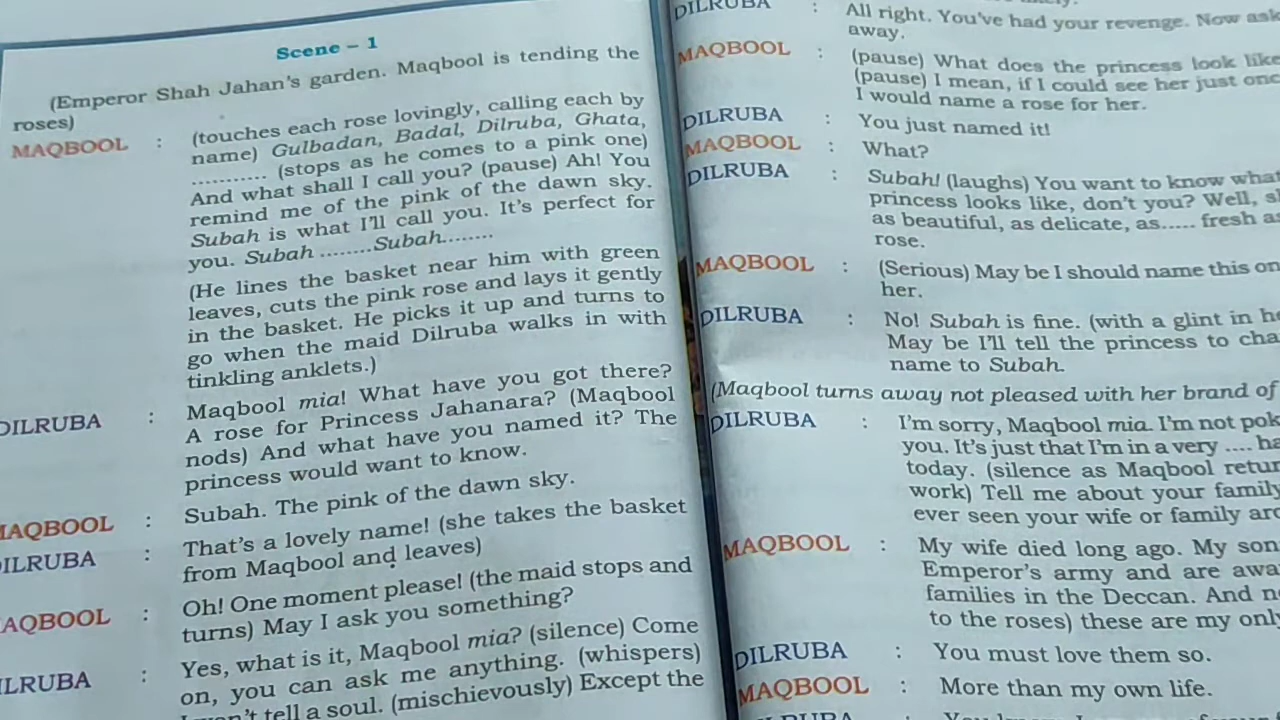 Scene – 1
(Emperor Shah Jahan's garden. Maqbool is tending the
roses)
MAQBOOL : (touches each rose lovingly, calling each by
name) Gulbadan, Badal, Dilruba, Ghata,
........... (stops as he comes to a pink one)
And what shall I call you? (pause) Ah! You
remind me of the pink of the dawn sky.
Subah is what I'll call you. It's perfect for
you. Subah ........Subah........
(He lines the basket near him with green
leaves, cuts the pink rose and lays it gently
in the basket. He picks it up and turns to
go when the maid Dilruba walks in with
tinkling anklets.)
DILRUBA : Maqbool mia! What have you got there?
A rose for Princess Jahanara? (Maqbool
nods) And what have you named it? The
princess would want to know.
MAQBOOL : Subah. The pink of the dawn sky.
DILRUBA : That's a lovely name! (she takes the basket
from Maqbool and leaves)
MAQBOOL : Oh! One moment please! (the maid stops and
turns) May I ask you something?
DILRUBA : Yes, what is it, Maqbool mia? (silence) Come
on, you can ask me anything. (whispers)
I won't tell a soul. (mischievously) Except the
DILRUBA : All right. You've had your revenge. Now ask
away.
MAQBOOL : (pause) What does the princess look like
(pause) I mean, if I could see her just
I would name a rose for her.
DILRUBA : You just named it!
MAQBOOL : What?
DILRUBA : Subah! (laughs) You want to know what
princess looks like, don't you? Well,
as beautiful, as delicate, as..... fresh
rose.
MAQBOOL : (Serious) May be I should name this
her.
DILRUBA : No! Subah is fine. (with a glint in
May be I'll tell the princess to
name to Subah.
(Maqbool turns away not pleased with her brand of
DILRUBA : I'm sorry, Maqbool mia. I'm not
you. It's just that I'm in a very ....
today. (silence as Maqbool
work) Tell me about your family
ever seen your wife or family
MAQBOOL : My wife died long ago. My
Emperor's army and are
families in the Deccan. And
to the roses) these are my
DILRUBA : You must love them so.
MAQBOOL : More than my own life.